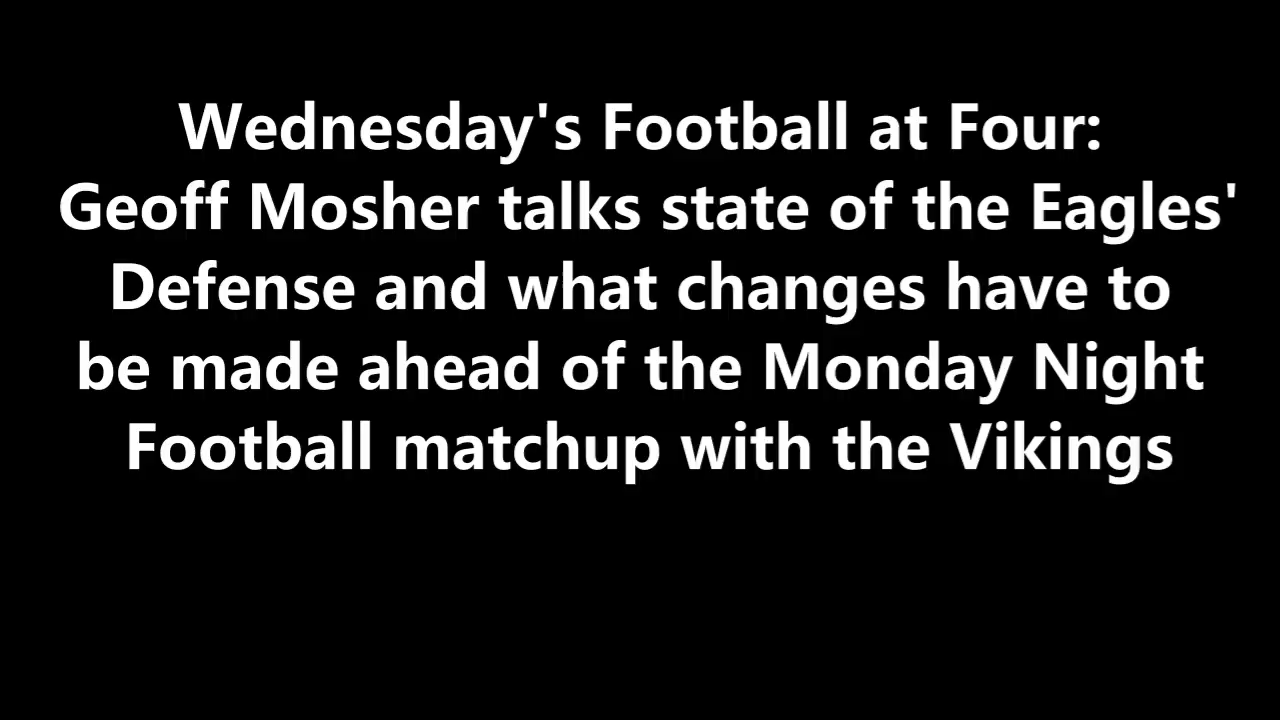 Wednesday's Football at Four:
Geoff Mosher talks state of the Eagles'
Defense and what changes have to
be made ahead of the Monday Night
Football matchup with the Vikings